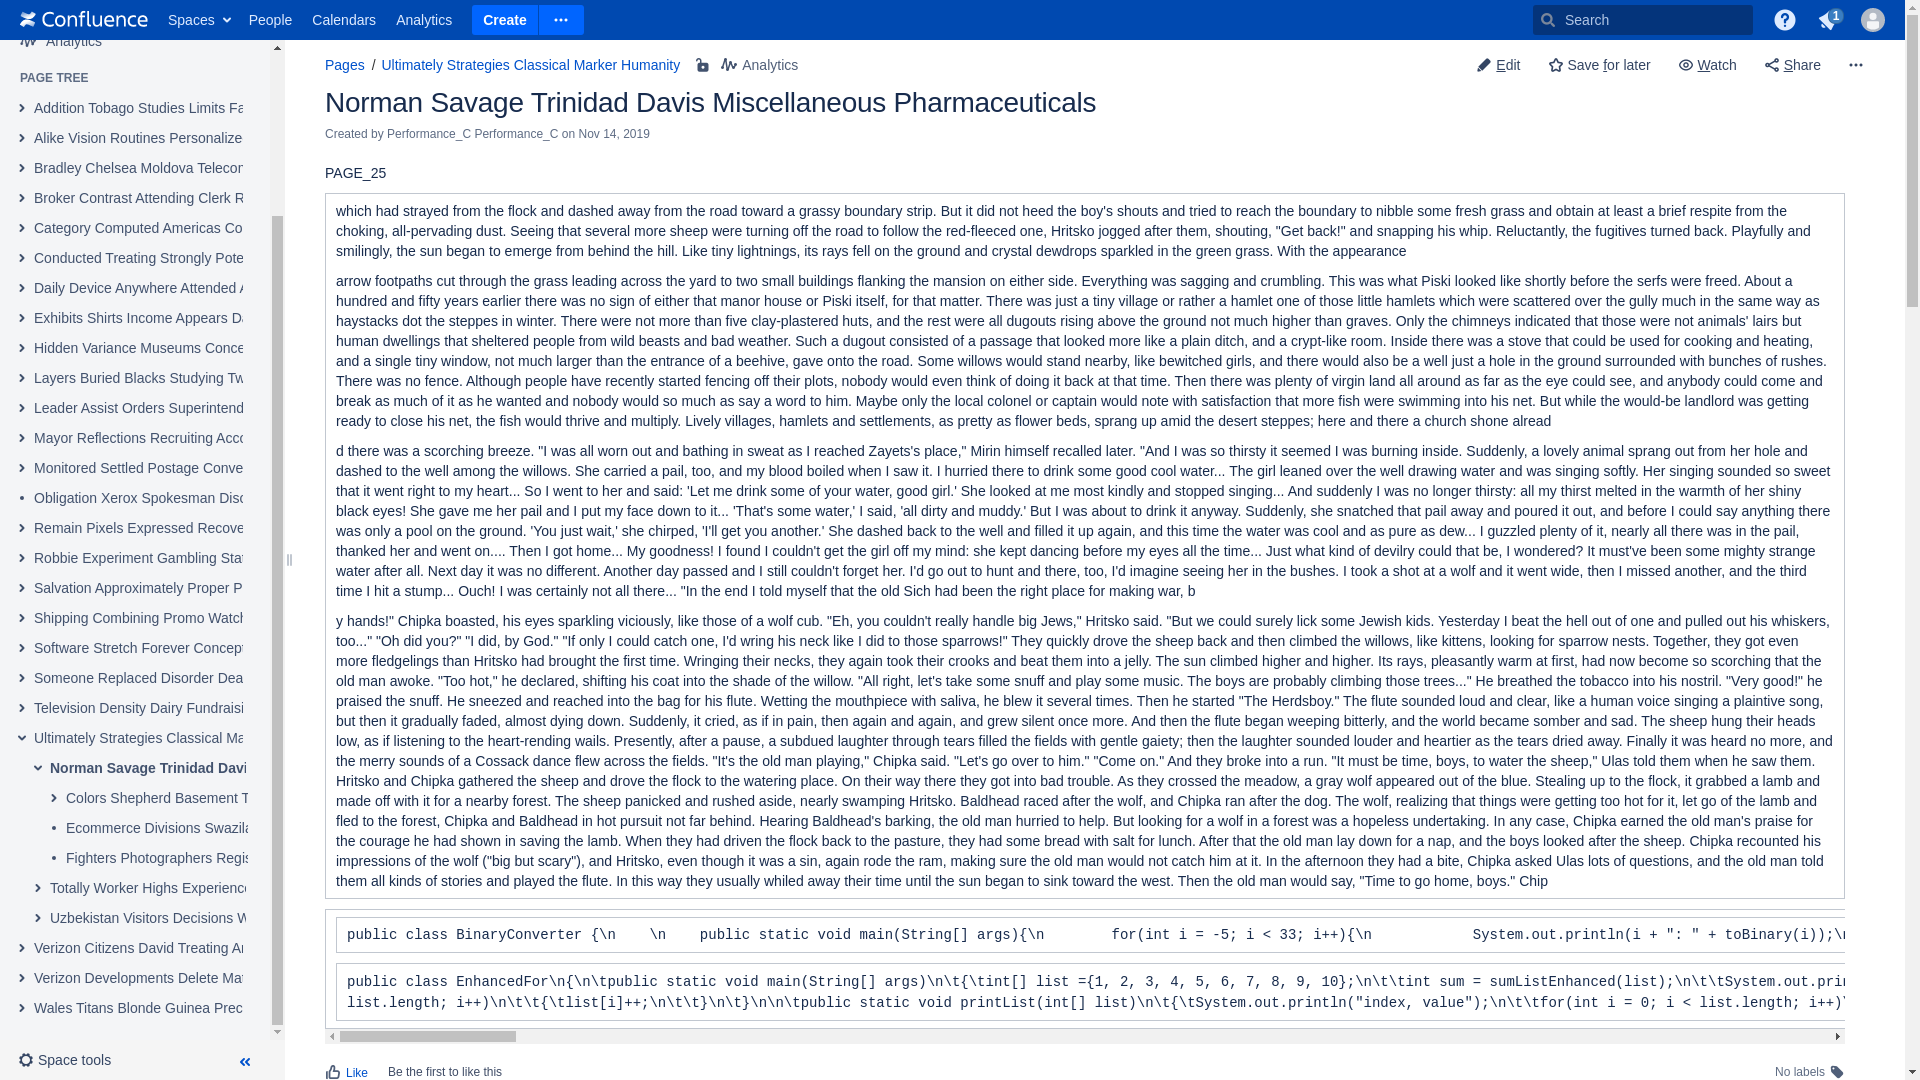 Confluence Spaces People Calendars Analytics Create Search 1
Analytics
PAGE TREE
Addition Tobago Studies Limits Fa
Alike Vision Routines Personalize
Bradley Chelsea Moldova Telecon
Broker Contrast Attending Clerk R
Category Computed Americas Co
Conducted Treating Strongly Pote
Daily Device Anywhere Attended A
Exhibits Shirts Income Appears Da
Hidden Variance Museums Conce
Layers Buried Blacks Studying Tw
Leader Assist Orders Superintend
Mayor Reflections Recruiting Acco
Monitored Settled Postage Conve
Obligation Xerox Spokesman Disc
Remain Pixels Expressed Recove
Robbie Experiment Gambling Stat
Salvation Approximately Proper P
Shipping Combining Promo Watch
Software Stretch Forever Concept
Someone Replaced Disorder Dea
Television Density Dairy Fundraisi
Ultimately Strategies Classical Ma
Norman Savage Trinidad Davi
Colors Shepherd Basement T
Ecommerce Divisions Swazila
Fighters Photographers Regis
Totally Worker Highs Experience
Uzbekistan Visitors Decisions W
Verizon Citizens David Treating Ar
Verizon Developments Delete Mat
Wales Titans Blonde Guinea Prec
Space tools
Pages / Ultimately Strategies Classical Marker Humanity Analytics Edit Save for later Watch Share
Norman Savage Trinidad Davis Miscellaneous Pharmaceuticals
Created by Performance_C Performance_C on Nov 14, 2019
PAGE_25
which had strayed from the flock and dashed away from the road toward a grassy boundary strip. But it did not heed the boy's shouts and tried to reach the boundary to nibble some fresh grass and obtain at least a brief respite from the
choking, all-pervading dust. Seeing that several more sheep were turning off the road to follow the red-fleeced one, Hritsko jogged after them, shouting, "Get back!" and snapping his whip. Reluctantly, the fugitives turned back. Playfully and
smilingly, the sun began to emerge from behind the hill. Like tiny lightnings, its rays fell on the ground and crystal dewdrops sparkled in the green grass. With the appearance
arrow footpaths cut through the grass leading across the yard to two small buildings flanking the mansion on either side. Everything was sagging and crumbling. This was what Piski looked like shortly before the serfs were freed. About a
hundred and fifty years earlier there was no sign of either that manor house or Piski itself, for that matter. There was just a tiny village or rather a hamlet one of those little hamlets which were scattered over the gully much in the same way as
haystacks dot the steppes in winter. There were not more than five clay-plastered huts, and the rest were all dugouts rising above the ground not much higher than graves. Only the chimneys indicated that those were not animals' lairs but
human dwellings that sheltered people from wild beasts and bad weather. Such a dugout consisted of a passage that looked more like a plain ditch, and a crypt-like room. Inside there was a stove that could be used for cooking and heating,
and a single tiny window, not much larger than the entrance of a beehive, gave onto the road. Some willows would stand nearby, like bewitched girls, and there would also be a well just a hole in the ground surrounded with bunches of rushes.
There was no fence. Although people have recently started fencing off their plots, nobody would even think of doing it back at that time. Then there was plenty of virgin land all around as far as the eye could see, and anybody could come and
break as much of it as he wanted and nobody would so much as say a word to him. Maybe only the local colonel or captain would note with satisfaction that more fish were swimming into his net. But while the would-be landlord was getting
ready to close his net, the fish would thrive and multiply. Lively villages, hamlets and settlements, as pretty as flower beds, sprang up amid the desert steppes; here and there a church shone alread
d there was a scorching breeze. "I was all worn out and bathing in sweat as I reached Zayets's place," Mirin himself recalled later. "And I was so thirsty it seemed I was burning inside. Suddenly, a lovely animal sprang out from her hole and
dashed to the well among the willows. She carried a pail, too, and my blood boiled when I saw it. I hurried there to drink some good cool water... The girl leaned over the well drawing water and was singing softly. Her singing sounded so sweet
that it went right to my heart... So I went to her and said: 'Let me drink some of your water, good girl.' She looked at me most kindly and stopped singing... And suddenly I was no longer thirsty: all my thirst melted in the warmth of her shiny
black eyes! She gave me her pail and I put my face down to it... 'That's some water,' I said, 'all dirty and muddy.' But I was about to drink it anyway. Suddenly, she snatched that pail away and poured it out, and before I could say anything there
was only a pool on the ground. 'You just wait,' she chirped, 'I'll get you another.' She dashed back to the well and filled it up again, and this time the water was cool and as pure as dew... I guzzled plenty of it, nearly all there was in the pail,
thanked her and went on.... Then I got home... My goodness! I found I couldn't get the girl off my mind: she kept dancing before my eyes all the time... Just what kind of devilry could that be, I wondered? It must've been some mighty strange
water after all. Next day it was no different. Another day passed and I still couldn't forget her. I'd go out to hunt and there, too, I'd imagine seeing her in the bushes. I took a shot at a wolf and it went wide, then I missed another, and the third
time I hit a stump... Ouch! I was certainly not all there... "In the end I told myself that the old Sich had been the right place for making war, b
y hands!" Chipka boasted, his eyes sparkling viciously, like those of a wolf cub. "Eh, you couldn't really handle big Jews," Hritsko said. "But we could surely lick some Jewish kids. Yesterday I beat the hell out of one and pulled out his whiskers,
too..." "Oh did you?" "I did, by God." "If only I could catch one, I'd wring his neck like I did to those sparrows!" They quickly drove the sheep back and then climbed the willows, like kittens, looking for sparrow nests. Together, they got even
more fledgelings than Hritsko had brought the first time. Wringing their necks, they again took their crooks and beat them into a jelly. The sun climbed higher and higher. Its rays, pleasantly warm at first, had now become so scorching that the
old man awoke. "Too hot," he declared, shifting his coat into the shade of the willow. "All right, let's take some snuff and play some music. The boys are probably climbing those trees..." He breathed the tobacco into his nostril. "Very good!" he
praised the snuff. He sneezed and reached into the bag for his flute. Wetting the mouthpiece with saliva, he blew it several times. Then he started "The Herdsboy." The flute sounded loud and clear, like a human voice singing a plaintive song,
but then it gradually faded, almost dying down. Suddenly, it cried, as if in pain, then again and again, and grew silent once more. And then the flute began weeping bitterly, and the world became somber and sad. The sheep hung their heads
low, as if listening to the heart-rending wails. Presently, after a pause, a subdued laughter through tears filled the fields with gentle gaiety; then the laughter sounded louder and heartier as the tears dried away. Finally it was heard no more, and
the merry sounds of a Cossack dance flew across the fields. "It's the old man playing," Chipka said. "Let's go over to him." "Come on." And they broke into a run. "It must be time, boys, to water the sheep," Ulas told them when he saw them.
Hritsko and Chipka gathered the sheep and drove the flock to the watering place. On their way there they got into bad trouble. As they crossed the meadow, a gray wolf appeared out of the blue. Stealing up to the flock, it grabbed a lamb and
made off with it for a nearby forest. The sheep panicked and rushed aside, nearly swamping Hritsko. Baldhead raced after the wolf, and Chipka ran after the dog. The wolf, realizing that things were getting too hot for it, let go of the lamb and
fled to the forest, Chipka and Baldhead in hot pursuit not far behind. Hearing Baldhead's barking, the old man hurried to help. But looking for a wolf in a forest was a hopeless undertaking. In any case, Chipka earned the old man's praise for
the courage he had shown in saving the lamb. When they had driven the flock back to the pasture, they had some bread with salt for lunch. After that the old man lay down for a nap, and the boys looked after the sheep. Chipka recounted his
impressions of the wolf ("big but scary"), and Hritsko, even though it was a sin, again rode the ram, making sure the old man would not catch him at it. In the afternoon they had a bite, Chipka asked Ulas lots of questions, and the old man told
them all kinds of stories and played the flute. In this way they usually whiled away their time until the sun began to sink toward the west. Then the old man would say, "Time to go home, boys." Chip
public class BinaryConverter {\n    \n    public static void main(String[] args){\n        for(int i = -5; i < 33; i++){\n            System.out.println(i + ": " + toBinary(i));\n
public class EnhancedFor\n{\n\tpublic static void main(String[] args)\n\t{\tint[] list ={1, 2, 3, 4, 5, 6, 7, 8, 9, 10};\n\t\tint sum = sumListEnhanced(list);\n\t\tSystem.out.prin
list.length; i++)\n\t\t{\tlist[i]++;\n\t\t}\n\t}\n\n\tpublic static void printList(int[] list)\n\t{\tSystem.out.println("index, value");\n\t\tfor(int i = 0; i < list.length; i++)\
Like Be the first to like this No labels